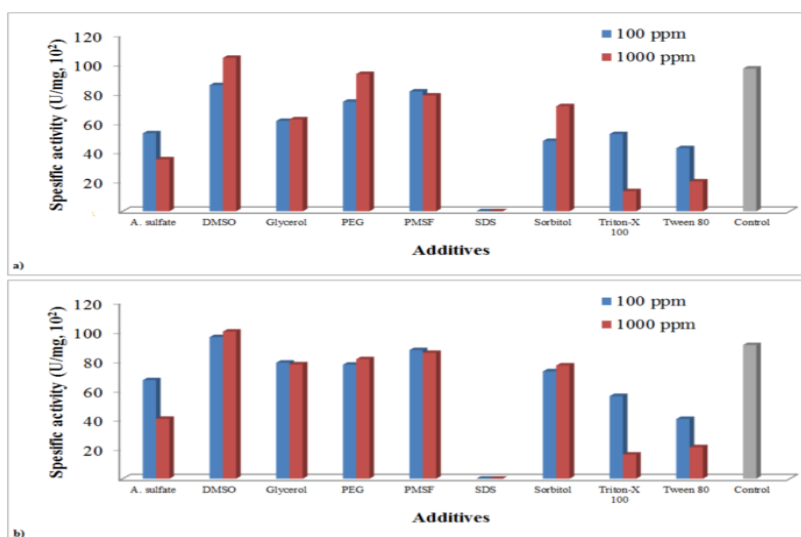 Spesific activity (U/mg, 10²)
120
100
80
60
40
20
100 ppm
1000 ppm
A. sulfate DMSO Glycerol PEG PMSF SDS Sorbitol Triton-X 100 Tween 80 Control
Additives
a)
Spesific activity (U/mg, 10²)
120
100
80
60
40
20
100 ppm
1000 ppm
A. sulfate DMSO Glycerol PEG PMSF SDS Sorbitol Triton-X 100 Tween 80 Control
Additives
b)